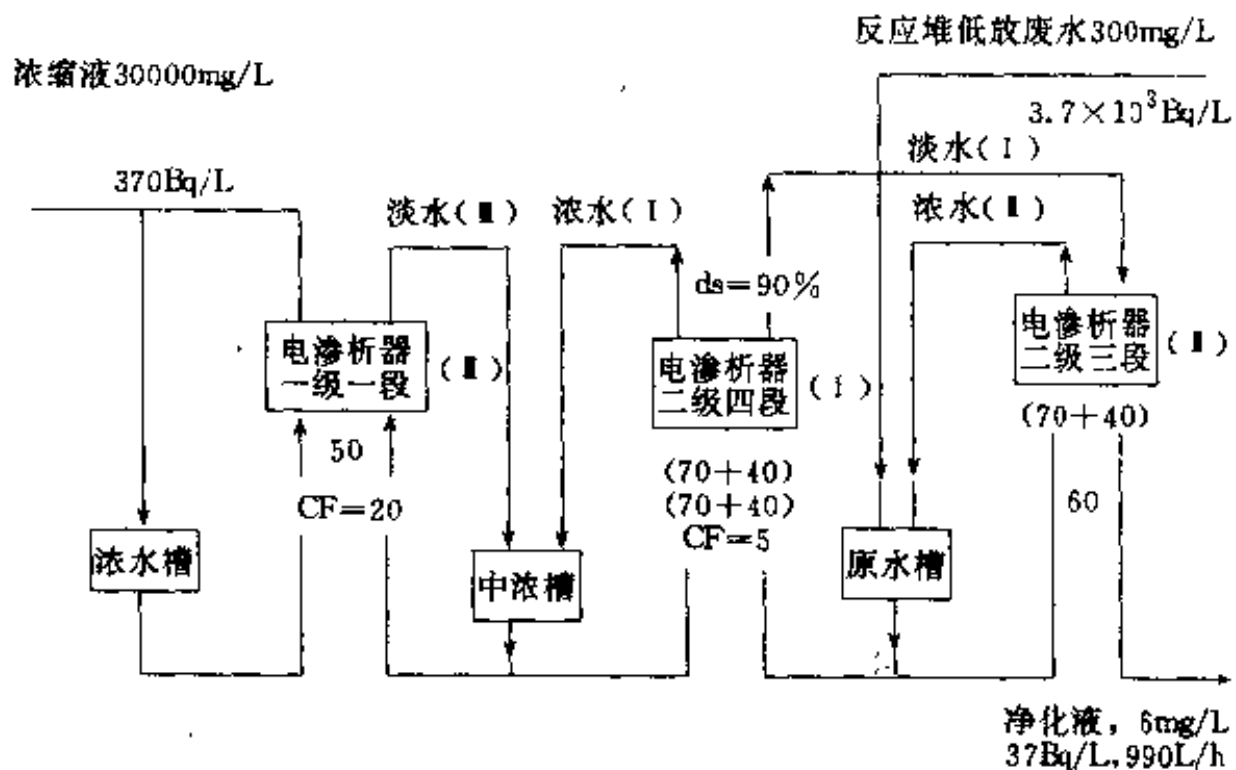 反应堆低放废水300mg/L
浓缩液30000mg/L
3.7×10³Bq/L
淡水(Ⅰ)
370Bq/L
淡水(Ⅲ)
浓水(Ⅰ)
浓水(Ⅱ)
ds=90%
电渗析器
一级一段
(Ⅲ)
电渗析器
二级四段
(Ⅰ)
电渗析器
二级三段
(Ⅱ)
(70+40)
50
(70+40)
(70+40)
60
CF=20
CF=5
浓水槽
中浓槽
原水槽
净化液，6mg/L
37Bq/L,990L/h